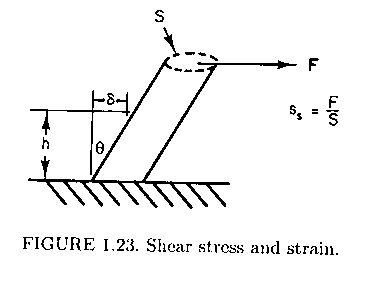 S
F
δ
s_s = F/S
h
θ
FIGURE 1.23. Shear stress and strain.